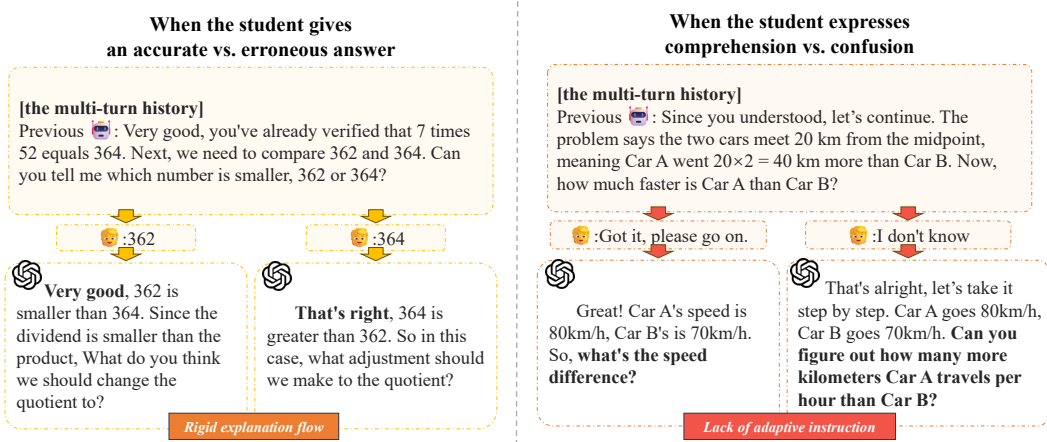 When the student gives
an accurate vs. erroneous answer
[the multi-turn history]
Previous : Very good, you've already verified that 7 times
52 equals 364. Next, we need to compare 362 and 364. Can
you tell me which number is smaller, 362 or 364?
:362
:364
Very good, 362 is
smaller than 364. Since the
dividend is smaller than the
product, What do you think
we should change the
quotient to?
That's right, 364 is
greater than 362. So in this
case, what adjustment should
we make to the quotient?
Rigid explanation flow
When the student expresses
comprehension vs. confusion
[the multi-turn history]
Previous : Since you understood, let's continue. The
problem says the two cars meet 20 km from the midpoint,
meaning Car A went 20×2 = 40 km more than Car B. Now,
how much faster is Car A than Car B?
:Got it, please go on.
:I don't know
Great! Car A's speed is
80km/h, Car B's is 70km/h.
So, what's the speed
difference?
That's alright, let's take it
step by step. Car A goes 80km/h,
Car B goes 70km/h. Can you
figure out how many more
kilometers Car A travels per
hour than Car B?
Lack of adaptive instruction